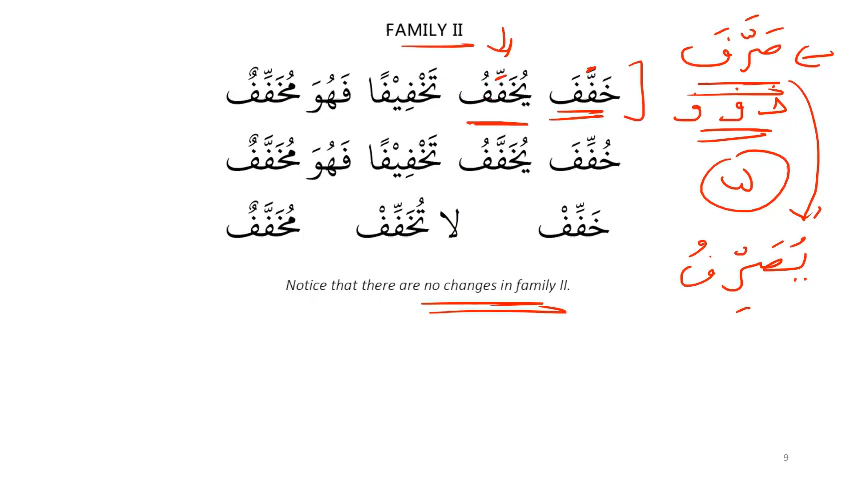 FAMILY II
خَفَّفَ يُخَفِّفُ تَخْفِيْفًا فَهُوَ مُخَفِّفٌ
خُفِّفَ يُخَفَّفُ تَخْفِيْفًا فَهُوَ مُخَفَّفٌ
خَفِّفْ لا تُخَفِّفْ مُخَفَّفٌ
Notice that there are no changes in family II.
صَرَّفَ
خ ف ف
يُصَرِّفُ
9